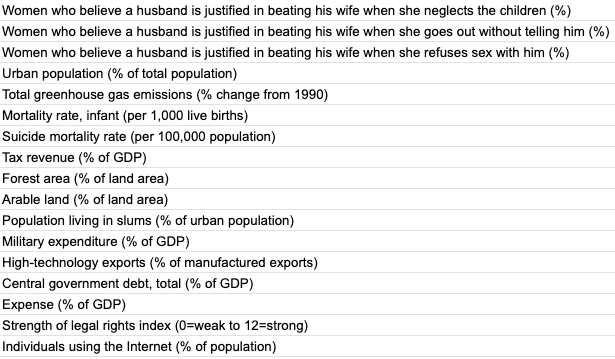 Women who believe a husband is justified in beating his wife when she neglects the children (%)
Women who believe a husband is justified in beating his wife when she goes out without telling him (%)
Women who believe a husband is justified in beating his wife when she refuses sex with him (%)
Urban population (% of total population)
Total greenhouse gas emissions (% change from 1990)
Mortality rate, infant (per 1,000 live births)
Suicide mortality rate (per 100,000 population)
Tax revenue (% of GDP)
Forest area (% of land area)
Arable land (% of land area)
Population living in slums (% of urban population)
Military expenditure (% of GDP)
High-technology exports (% of manufactured exports)
Central government debt, total (% of GDP)
Expense (% of GDP)
Strength of legal rights index (0=weak to 12=strong)
Individuals using the Internet (% of population)